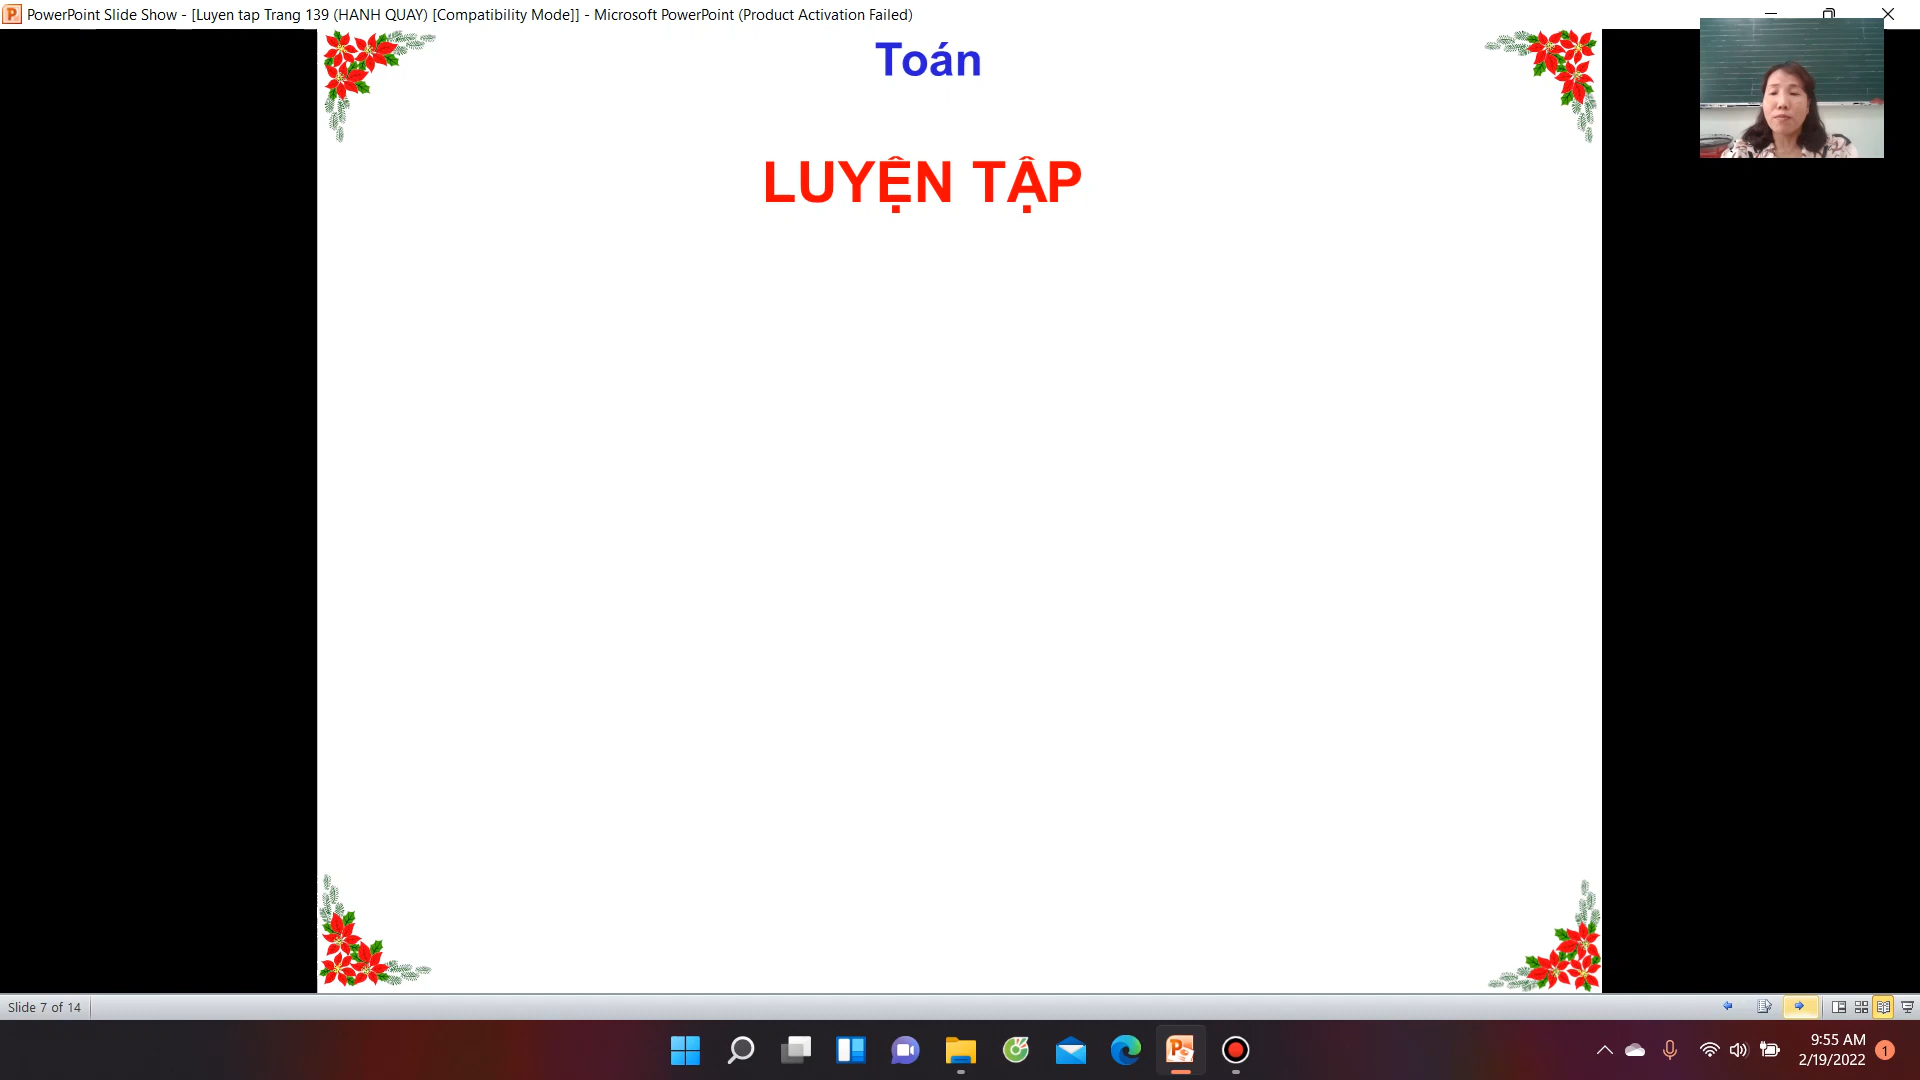 PowerPoint Slide Show - [Luyen tap Trang 139 (HANH QUAY) [Compatibility Mode]] - Microsoft PowerPoint (Product Activation Failed)
Toán
LUYỆN TẬP
Slide 7 of 14
9:55 AM
2/19/2022
1